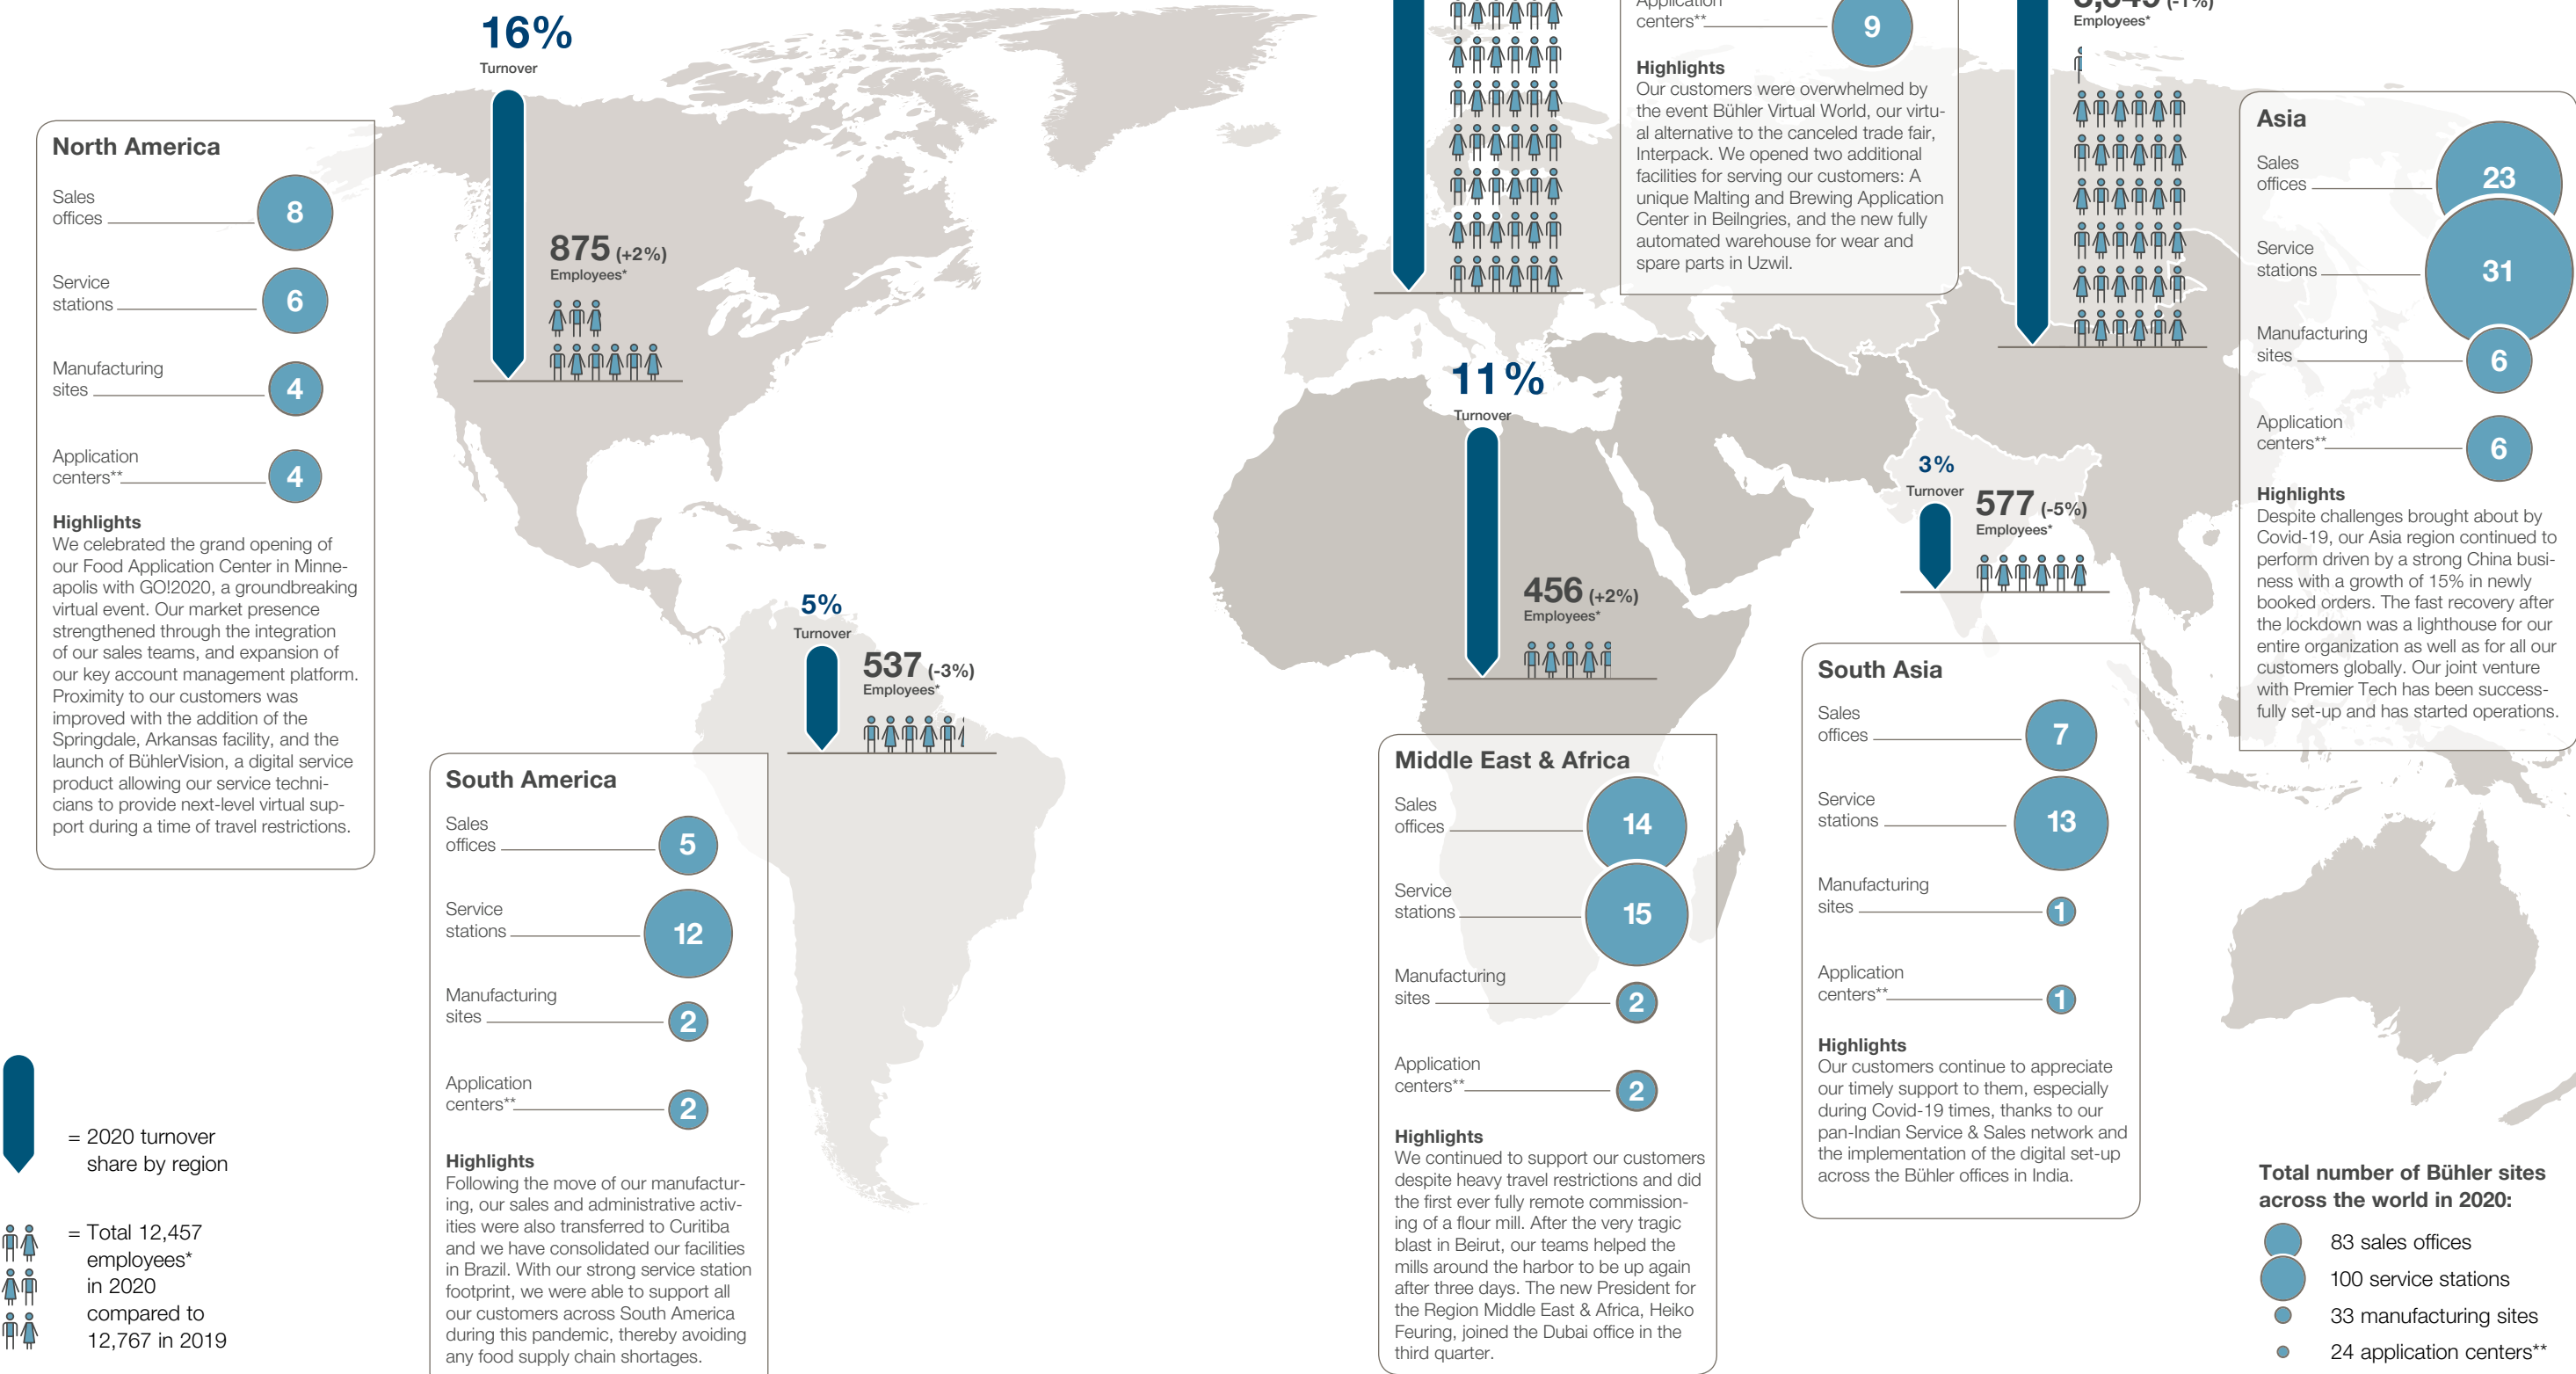 16%
Turnover
875 (+2%)
Employees*
North America
Sales
offices
8
Service
stations
6
Manufacturing
sites
4
Application
centers**
4
Highlights
We celebrated the grand opening of
our Food Application Center in Minne-
apolis with GO!2020, a groundbreaking
virtual event. Our market presence
strengthened through the integration
of our sales teams, and expansion of
our key account management platform.
Proximity to our customers was
improved with the addition of the
Springdale, Arkansas facility, and the
launch of BühlerVision, a digital service
product allowing our service techni-
cians to provide next-level virtual sup-
port during a time of travel restrictions.
5%
Turnover
537 (-3%)
Employees*
South America
Sales
offices
5
Service
stations
12
Manufacturing
sites
2
Application
centers**
2
Highlights
Following the move of our manufactur-
ing, our sales and administrative activ-
ities were also transferred to Curitiba
and we have consolidated our facilities
in Brazil. With our strong service station
footprint, we were able to support all
our customers across South America
during this pandemic, thereby avoiding
any food supply chain shortages.
= 2020 turnover
share by region
= Total 12,457
employees*
in 2020
compared to
12,767 in 2019
Application
centers**
9
Highlights
Our customers were overwhelmed by
the event Bühler Virtual World, our virtu-
al alternative to the canceled trade fair,
Interpack. We opened two additional
facilities for serving our customers: A
unique Malting and Brewing Application
Center in Beilngries, and the new fully
automated warehouse for wear and
spare parts in Uzwil.
11%
Turnover
456 (+2%)
Employees*
Middle East & Africa
Sales
offices
14
Service
stations
15
Manufacturing
sites
2
Application
centers**
2
Highlights
We continued to support our customers
despite heavy travel restrictions and did
the first ever fully remote commission-
ing of a flour mill. After the very tragic
blast in Beirut, our teams helped the
mills around the harbor to be up again
after three days. The new President for
the Region Middle East & Africa, Heiko
Feuring, joined the Dubai office in the
third quarter.
(-1%)
Employees*
3%
Turnover
577 (-5%)
Employees*
South Asia
Sales
offices
7
Service
stations
13
Manufacturing
sites
1
Application
centers**
1
Highlights
Our customers continue to appreciate
our timely support to them, especially
during Covid-19 times, thanks to our
pan-Indian Service & Sales network and
the implementation of the digital set-up
across the Bühler offices in India.
Asia
Sales
offices
23
Service
stations
31
Manufacturing
sites
6
Application
centers**
6
Highlights
Despite challenges brought about by
Covid-19, our Asia region continued to
perform driven by a strong China busi-
ness with a growth of 15% in newly
booked orders. The fast recovery after
the lockdown was a lighthouse for our
entire organization as well as for all our
customers globally. Our joint venture
with Premier Tech has been success-
fully set-up and has started operations.
Total number of Bühler sites
across the world in 2020:
83 sales offices
100 service stations
33 manufacturing sites
24 application centers**